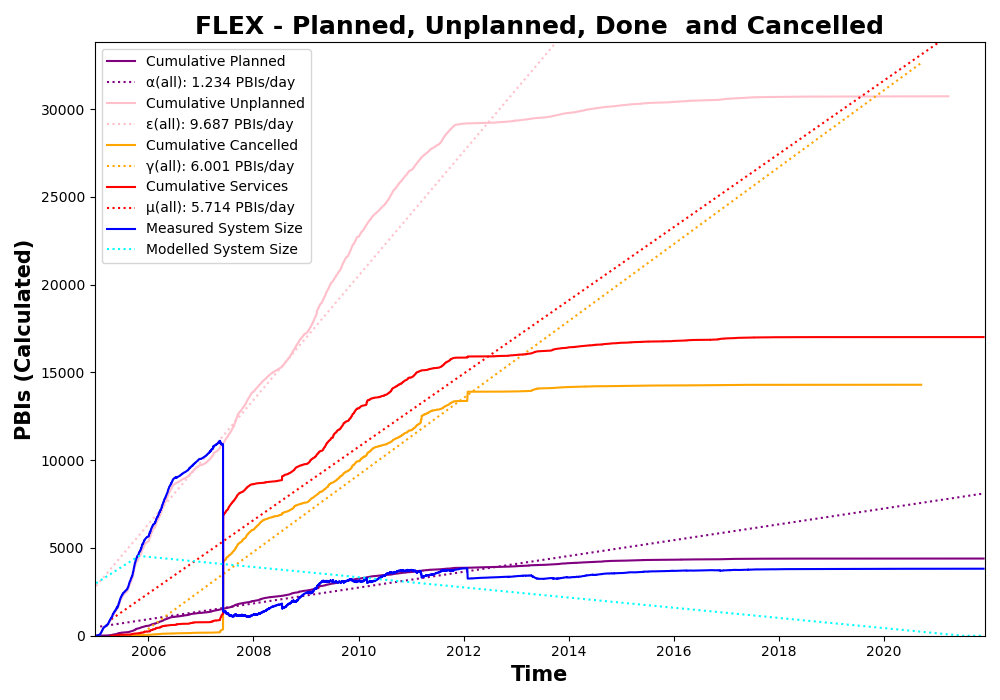 FLEX - Planned, Unplanned, Done  and Cancelled
Cumulative Planned
α(all): 1.234 PBIs/day
Cumulative Unplanned
ε(all): 9.687 PBIs/day
Cumulative Cancelled
γ(all): 6.001 PBIs/day
Cumulative Services
μ(all): 5.714 PBIs/day
Measured System Size
Modelled System Size
PBIs (Calculated)
30000
25000
20000
15000
10000
5000
0
2006 2008 2010 2012 2014 2016 2018 2020
Time